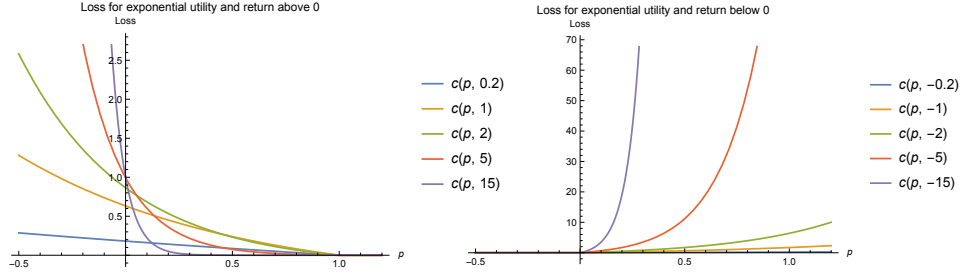 Loss for exponential utility and return above 0
Loss
2.5
2.0
1.5
1.0
0.5
-0.5
0
0.5
1.0
p
c(p, 0.2)
c(p, 1)
c(p, 2)
c(p, 5)
c(p, 15)
Loss for exponential utility and return below 0
Loss
70
60
50
40
30
20
10
-0.5
0
0.5
1.0
p
c(p, -0.2)
c(p, -1)
c(p, -2)
c(p, -5)
c(p, -15)